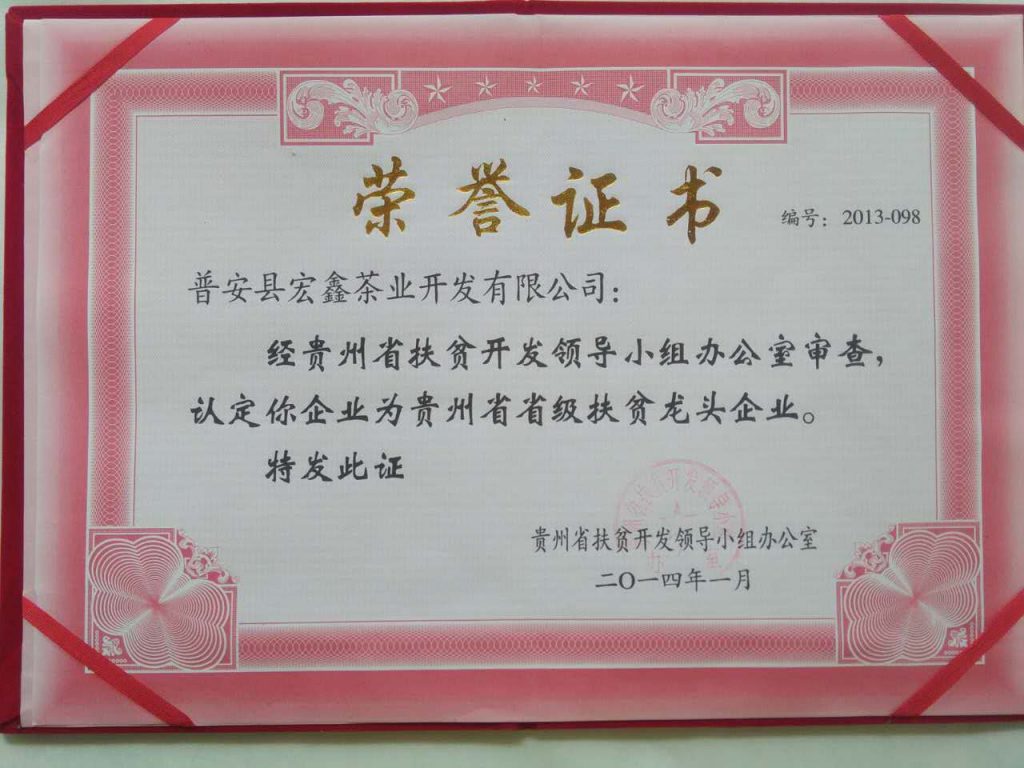 荣誉证书
编号：2013-098
普安县宏鑫茶业开发有限公司：
经贵州省扶贫开发领导小组办公室审查，
认定你企业为贵州省省级扶贫龙头企业。
特发此证
贵州省扶贫开发领导小组办公室
二〇一四年一月